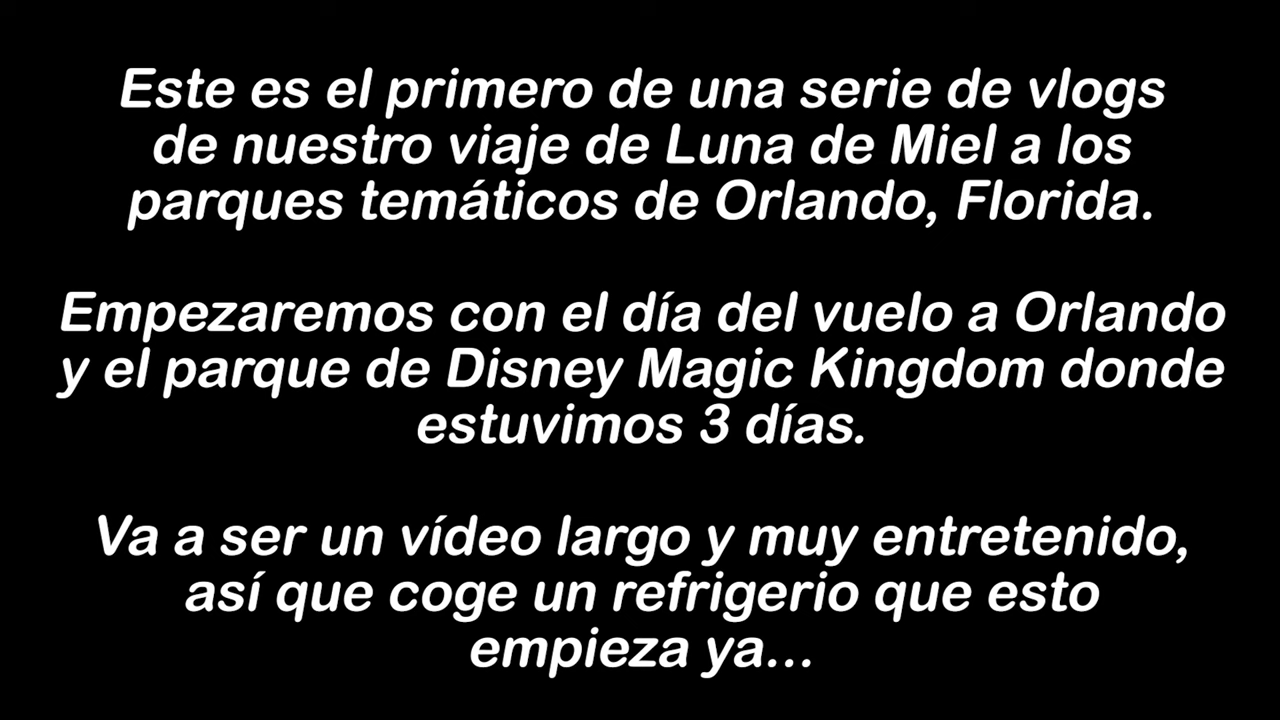 Este es el primero de una serie de vlogs
de nuestro viaje de Luna de Miel a los
parques temáticos de Orlando, Florida.
Empezaremos con el día del vuelo a Orlando
y el parque de Disney Magic Kingdom donde
estuvimos 3 días.
Va a ser un vídeo largo y muy entretenido,
así que coge un refrigerio que esto
empieza ya...